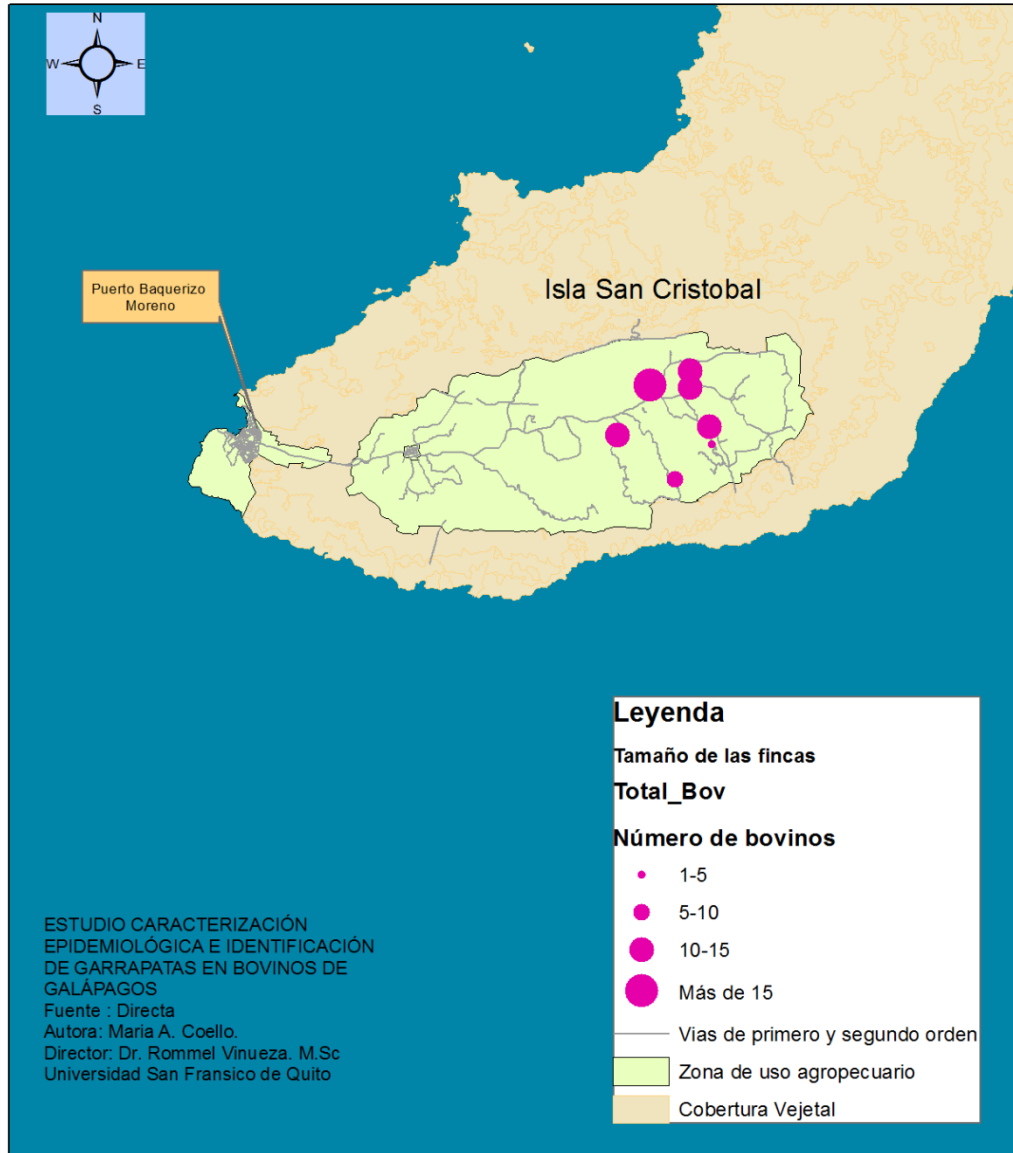 N
W
E
S
Puerto Baquerizo
Moreno
Isla San Cristobal
Leyenda
Tamaño de las fincas
Total_Bov
Número de bovinos
1-5
5-10
10-15
Más de 15
Vias de primero y segundo orden
Zona de uso agropecuario
Cobertura Vejetal
ESTUDIO CARACTERIZACIÓN
EPIDEMIOLÓGICA E IDENTIFICACIÓN
DE GARRAPATAS EN BOVINOS DE
GALÁPAGOS
Fuente : Directa
Autora: Maria A. Coello.
Director: Dr. Rommel Vinueza. M.Sc
Universidad San Fransico de Quito